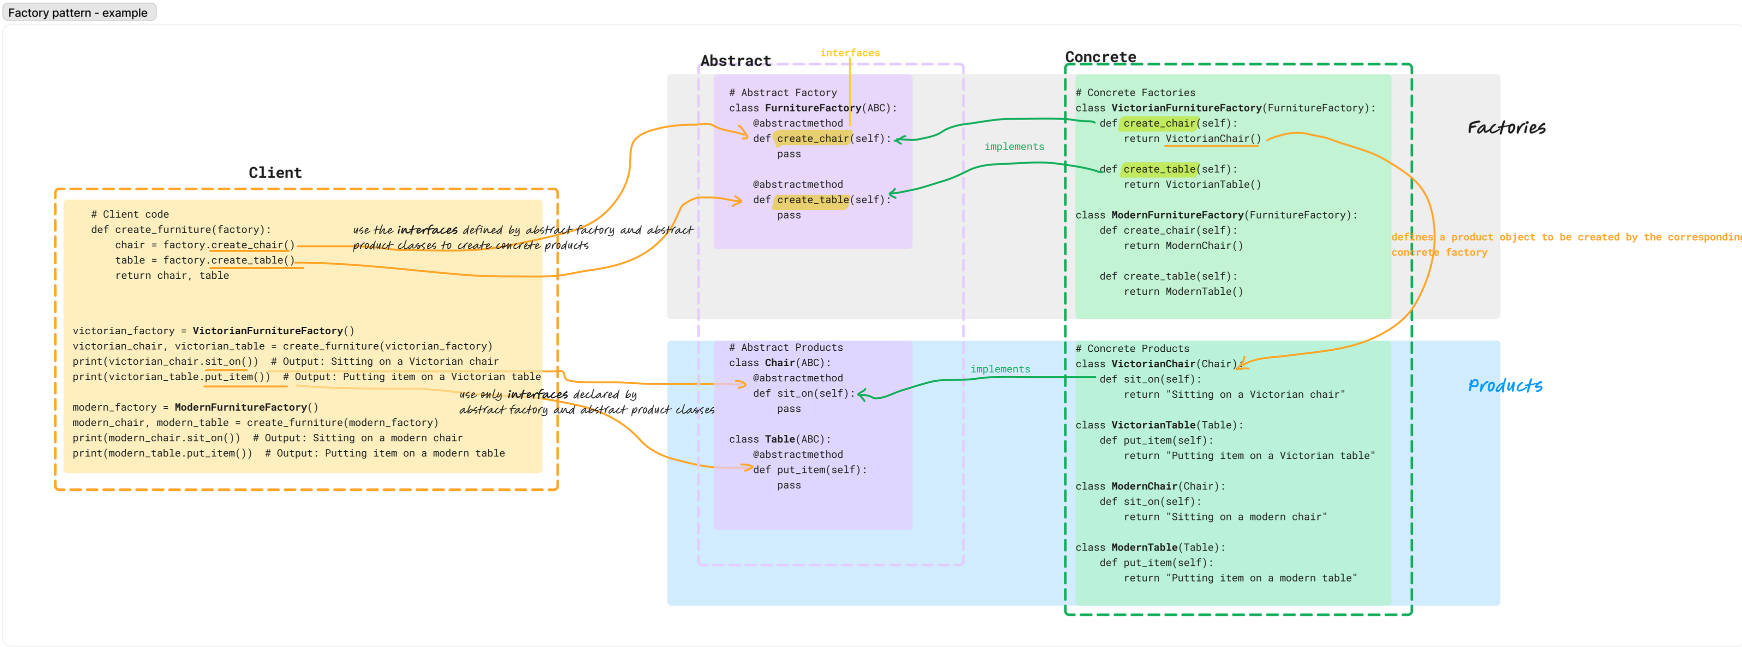 Factory pattern - example
Client
# Client code
def create_furniture(factory):
    chair = factory.create_chair()
    table = factory.create_table()
    return chair, table
use the interfaces defined by abstract factory and abstract
product classes to create concrete products
victorian_factory = VictorianFurnitureFactory()
victorian_chair, victorian_table = create_furniture(victorian_factory)
print(victorian_chair.sit_on())  # Output: Sitting on a Victorian chair
print(victorian_table.put_item())  # Output: Putting item on a Victorian table
modern_factory = ModernFurnitureFactory()
modern_chair, modern_table = create_furniture(modern_factory)
print(modern_chair.sit_on())  # Output: Sitting on a modern chair
print(modern_table.put_item())  # Output: Putting item on a modern table
use only interfaces declared by
abstract factory and abstract product classes
Abstract
interfaces
# Abstract Factory
class FurnitureFactory(ABC):
    @abstractmethod
    def create_chair(self):
        pass
    @abstractmethod
    def create_table(self):
        pass
# Abstract Products
class Chair(ABC):
    @abstractmethod
    def sit_on(self):
        pass
class Table(ABC):
    @abstractmethod
    def put_item(self):
        pass
implements
implements
Concrete
# Concrete Factories
class VictorianFurnitureFactory(FurnitureFactory):
    def create_chair(self):
        return VictorianChair()
    def create_table(self):
        return VictorianTable()
class ModernFurnitureFactory(FurnitureFactory):
    def create_chair(self):
        return ModernChair()
    def create_table(self):
        return ModernTable()
# Concrete Products
class VictorianChair(Chair):
    def sit_on(self):
        return "Sitting on a Victorian chair"
class VictorianTable(Table):
    def put_item(self):
        return "Putting item on a Victorian table"
class ModernChair(Chair):
    def sit_on(self):
        return "Sitting on a modern chair"
class ModernTable(Table):
    def put_item(self):
        return "Putting item on a modern table"
Factories
defines a product object to be created by the corresponding
concrete factory
Products